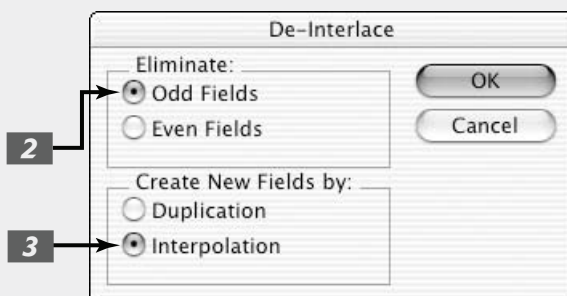 De-Interlace
Eliminate:
Odd Fields
Even Fields
OK
Cancel
2
Create New Fields by:
Duplication
Interpolation
3